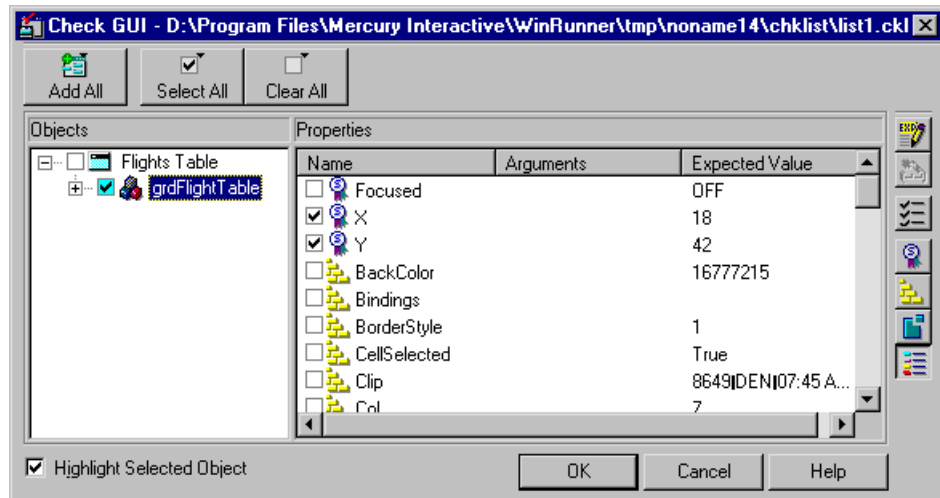 Check GUI - D:\Program Files\Mercury Interactive\WinRunner\tmp\noname14\chklist\list1.ckl
Add All Select All Clear All
Objects Properties
Flights Table
grdFlightTable
Name Arguments Expected Value
Focused OFF
X 18
Y 42
BackColor 16777215
Bindings
BorderStyle 1
CellSelected True
Clip 8649|DEN|07:45 A...
Col 7
Highlight Selected Object
OK Cancel Help
EXP